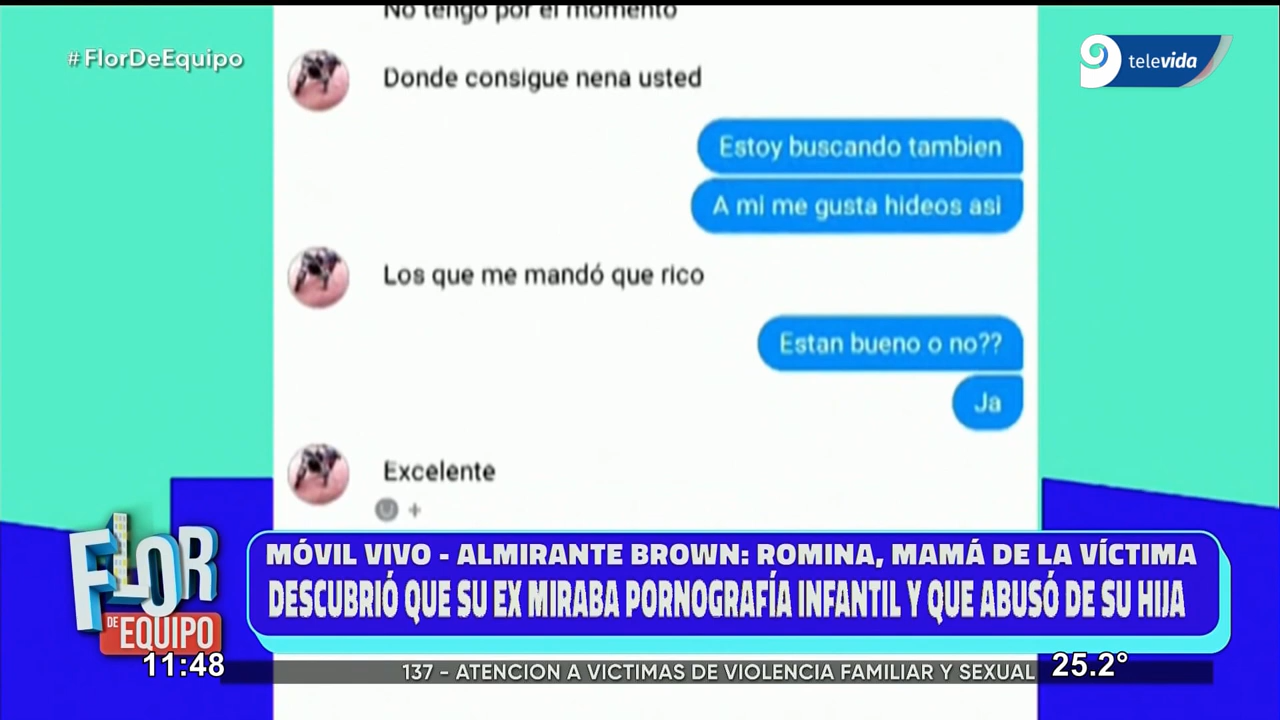 No tengo por el momento
#FlorDeEquipo
9 televida
Donde consigue nena usted
Estoy buscando tambien
A mi me gusta hideos asi
Los que me mandó que rico
Estan bueno o no??
Ja
Excelente
MÓVIL VIVO - ALMIRANTE BROWN: ROMINA, MAMÁ DE LA VÍCTIMA
DESCUBRIÓ QUE SU EX MIRABA PORNOGRAFÍA INFANTIL Y QUE ABUSÓ DE SU HIJA
FLOR
DE EQUIPO
11:48
137 - ATENCION A VICTIMAS DE VIOLENCIA FAMILIAR Y SEXUAL
25.2°